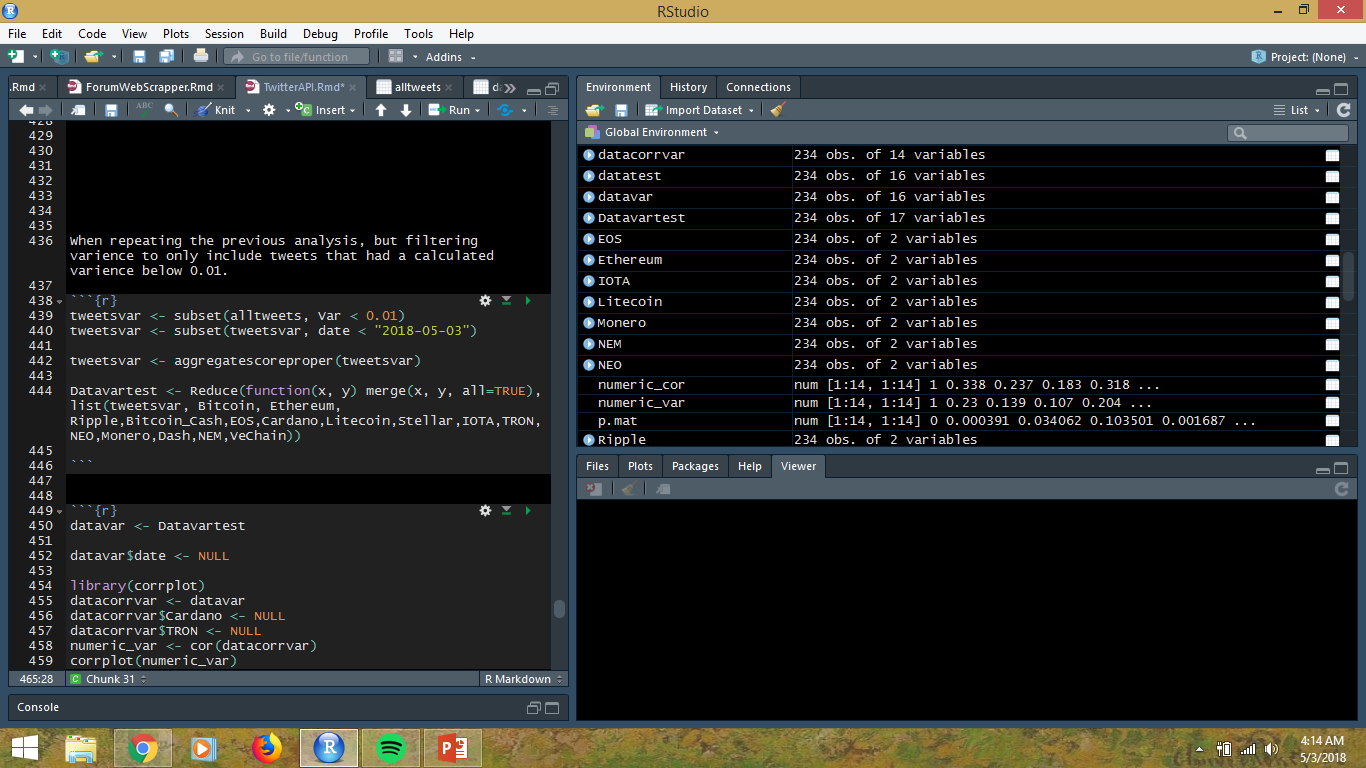 RStudio
File Edit Code View Plots Session Build Debug Profile Tools Help
Go to file/function Addins Project: (None)
.Rmd ForumWebScrapper.Rmd TwitterAPI.Rmd* alltweets
ABC Knit Insert Run
429
430
431
432
433
434
435
436 When repeating the previous analysis, but filtering
varience to only include tweets that had a calculated
varience below 0.01.
437
438 ```{r}
439 tweetsvar <- subset(alltweets, Var < 0.01)
440 tweetsvar <- subset(tweetsvar, date < "2018-05-03")
441
442 tweetsvar <- aggregatescoreproper(tweetsvar)
443
444 Datavartest <- Reduce(function(x, y) merge(x, y, all=TRUE),
list(tweetsvar, Bitcoin, Ethereum,
Ripple,Bitcoin_Cash,EOS,Cardano,Litecoin,Stellar,IOTA,TRON,
NEO,Monero,Dash,NEM,VeChain))
445
446 ```
447
448
449 ```{r}
450 datavar <- Datavartest
451
452 datavar$date <- NULL
453
454 library(corrplot)
455 datacorrvar <- datavar
456 datacorrvar$Cardano <- NULL
457 datacorrvar$TRON <- NULL
458 numeric_var <- cor(datacorrvar)
459 corrplot(numeric_var)
465:28 C Chunk 31 R Markdown
Console
Environment History Connections
Import Dataset List
Global Environment
datacorrvar 234 obs. of 14 variables
datatest 234 obs. of 16 variables
datavar 234 obs. of 16 variables
Datavartest 234 obs. of 17 variables
EOS 234 obs. of 2 variables
Ethereum 234 obs. of 2 variables
IOTA 234 obs. of 2 variables
Litecoin 234 obs. of 2 variables
Monero 234 obs. of 2 variables
NEM 234 obs. of 2 variables
NEO 234 obs. of 2 variables
numeric_cor num [1:14, 1:14] 1 0.338 0.237 0.183 0.318 ...
numeric_var num [1:14, 1:14] 1 0.23 0.139 0.107 0.204 ...
p.mat num [1:14, 1:14] 0 0.000391 0.034062 0.103501 0.001687 ...
Ripple 234 obs. of 2 variables
Files Plots Packages Help Viewer
4:14 AM
5/3/2018